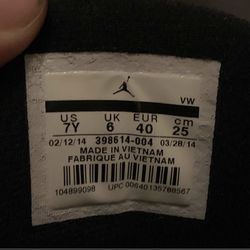 VW
US UK EUR cm
7Y 6 40 25
02/12/14 398614-004 03/28/14
MADE IN VIETNAM
FABRIQUE AU VIETNAM
104899098 UPC 00640135788567